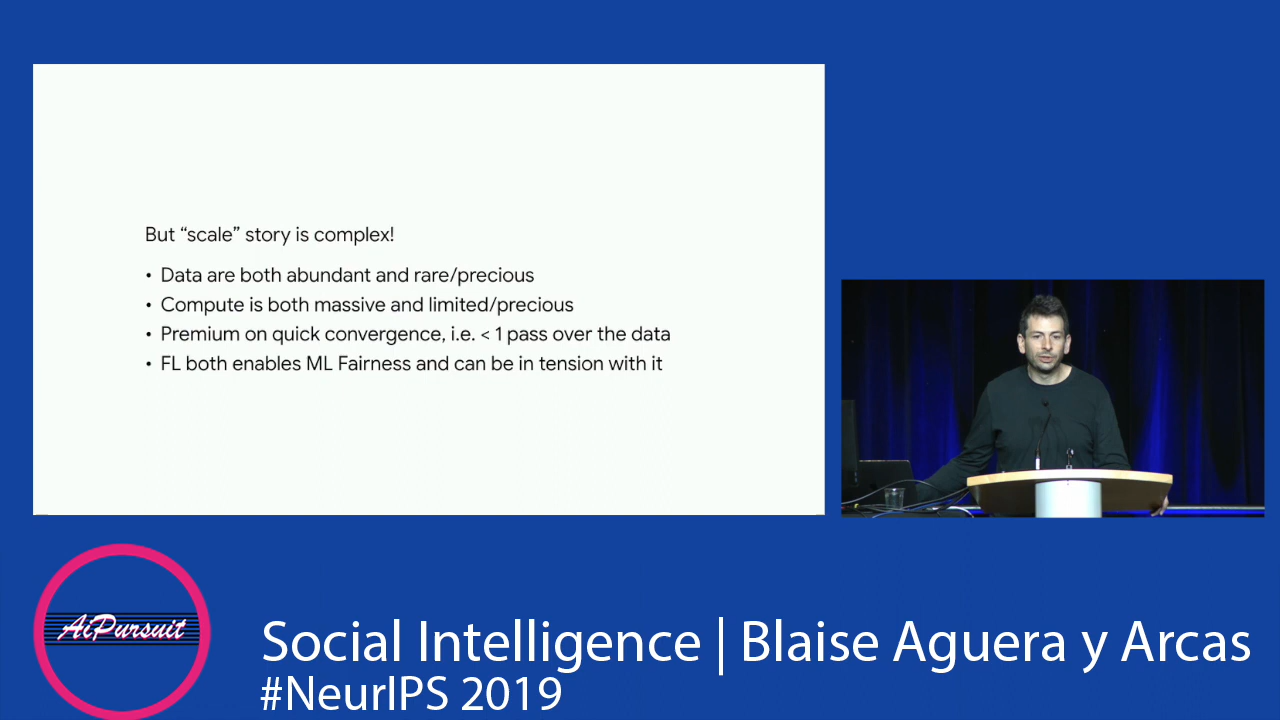 But “scale” story is complex!
• Data are both abundant and rare/precious
• Compute is both massive and limited/precious
• Premium on quick convergence, i.e. < 1 pass over the data
• FL both enables ML Fairness and can be in tension with it
AiPursuit
Social Intelligence | Blaise Aguera y Arcas
#NeurIPS 2019